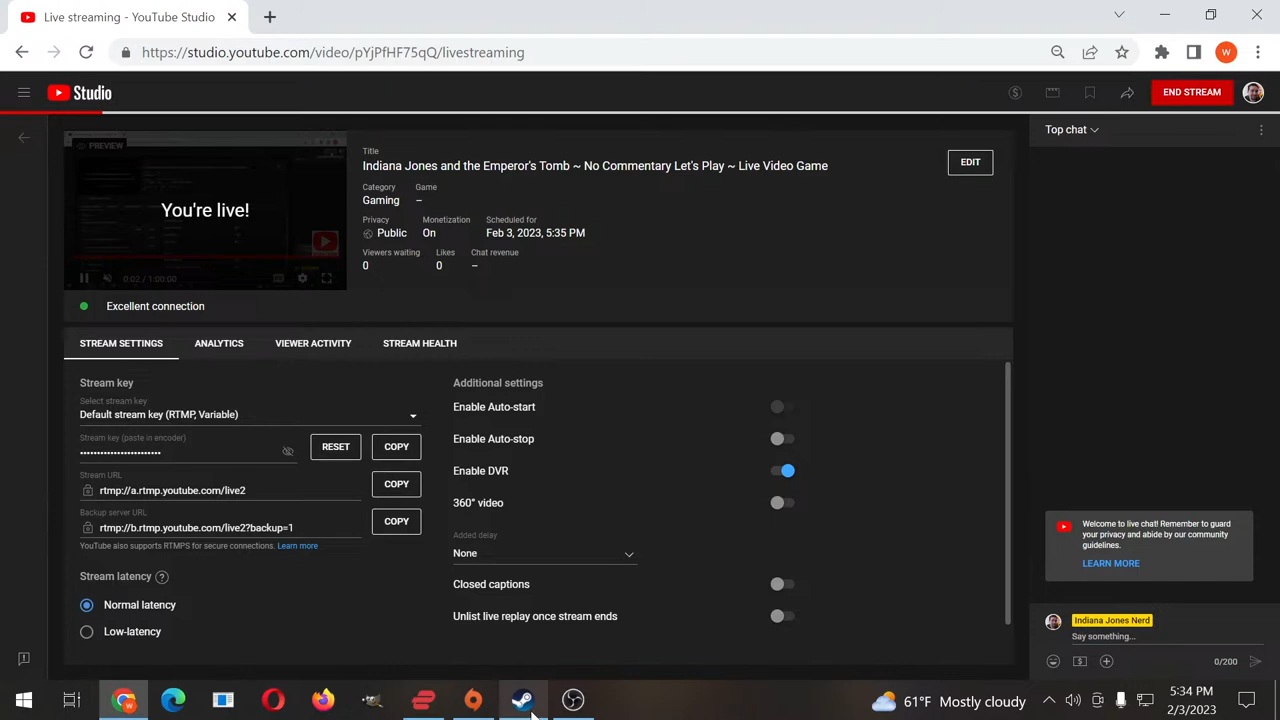 Live streaming - YouTube Studio
https://studio.youtube.com/video/pYjPfHF75qQ/livestreaming
W
Studio
END STREAM
PREVIEW
You're live!
0:02 / 1:00:00
Excellent connection
Title
Indiana Jones and the Emperor's Tomb ~ No Commentary Let's Play ~ Live Video Game
EDIT
Category Game
Gaming –
Privacy Monetization Scheduled for
Public On Feb 3, 2023, 5:35 PM
Viewers waiting Likes Chat revenue
0 0 –
Top chat
STREAM SETTINGS ANALYTICS VIEWER ACTIVITY STREAM HEALTH
Stream key
Select stream key
Default stream key (RTMP, Variable)
Stream key (paste in encoder)
························
RESET COPY
Stream URL
rtmp://a.rtmp.youtube.com/live2
COPY
Backup server URL
rtmp://b.rtmp.youtube.com/live2?backup=1
COPY
YouTube also supports RTMPS for secure connections. Learn more
Stream latency ?
Normal latency
Low-latency
Additional settings
Enable Auto-start
Enable Auto-stop
Enable DVR
360° video
Added delay
None
Closed captions
Unlist live replay once stream ends
Welcome to live chat! Remember to guard
your privacy and abide by our community
guidelines.
LEARN MORE
Indiana Jones Nerd
Say something...
0/200
61°F Mostly cloudy
5:34 PM
2/3/2023